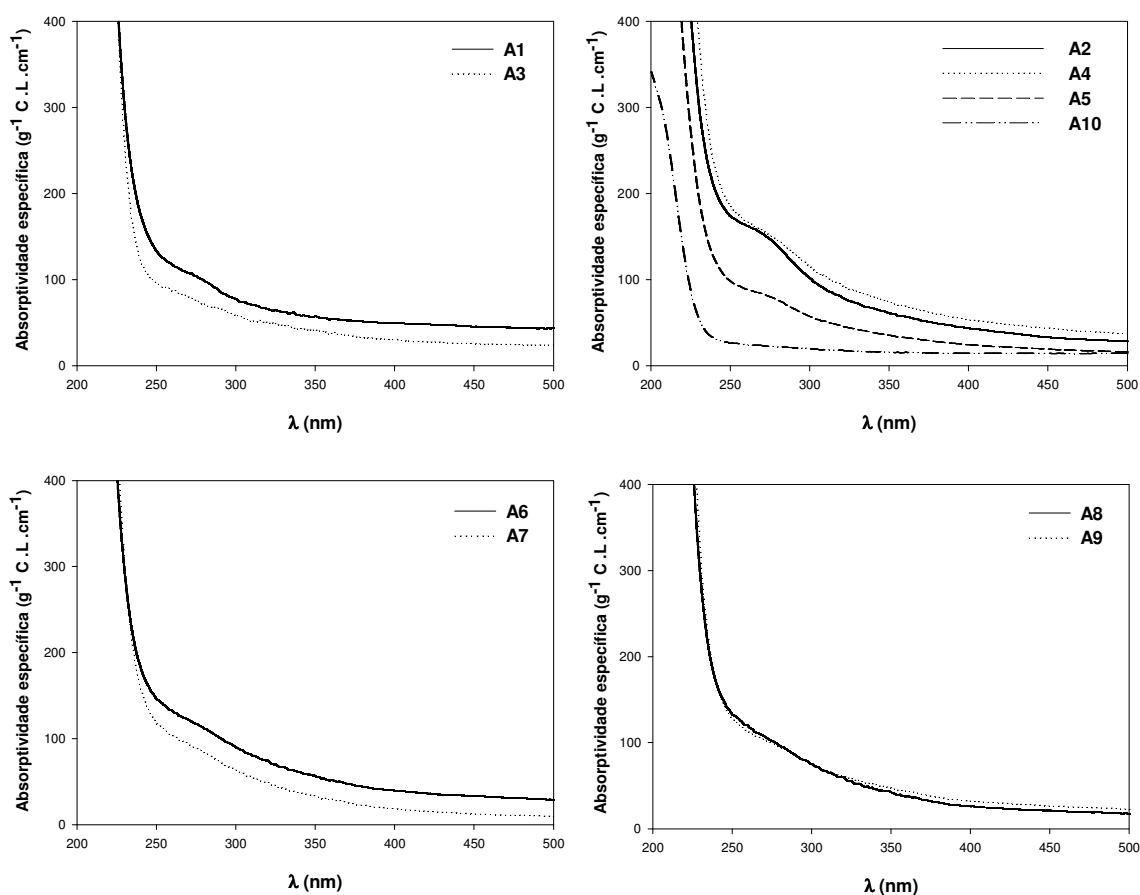 400
300
200
100
0
200 250 300 350 400 450 500
Absorptividade específica (g-1 C .L .cm-1)
λ (nm)
A1
A3
400
300
200
100
0
200 250 300 350 400 450 500
Absorptividade específica (g-1 C .L .cm-1)
λ (nm)
A2
A4
A5
A10
400
300
200
100
0
200 250 300 350 400 450 500
Absorptividade específica (g-1 C .L .cm-1)
λ (nm)
A6
A7
400
300
200
100
0
200 250 300 350 400 450 500
Absorptividade específica (g-1 C .L .cm-1)
λ (nm)
A8
A9